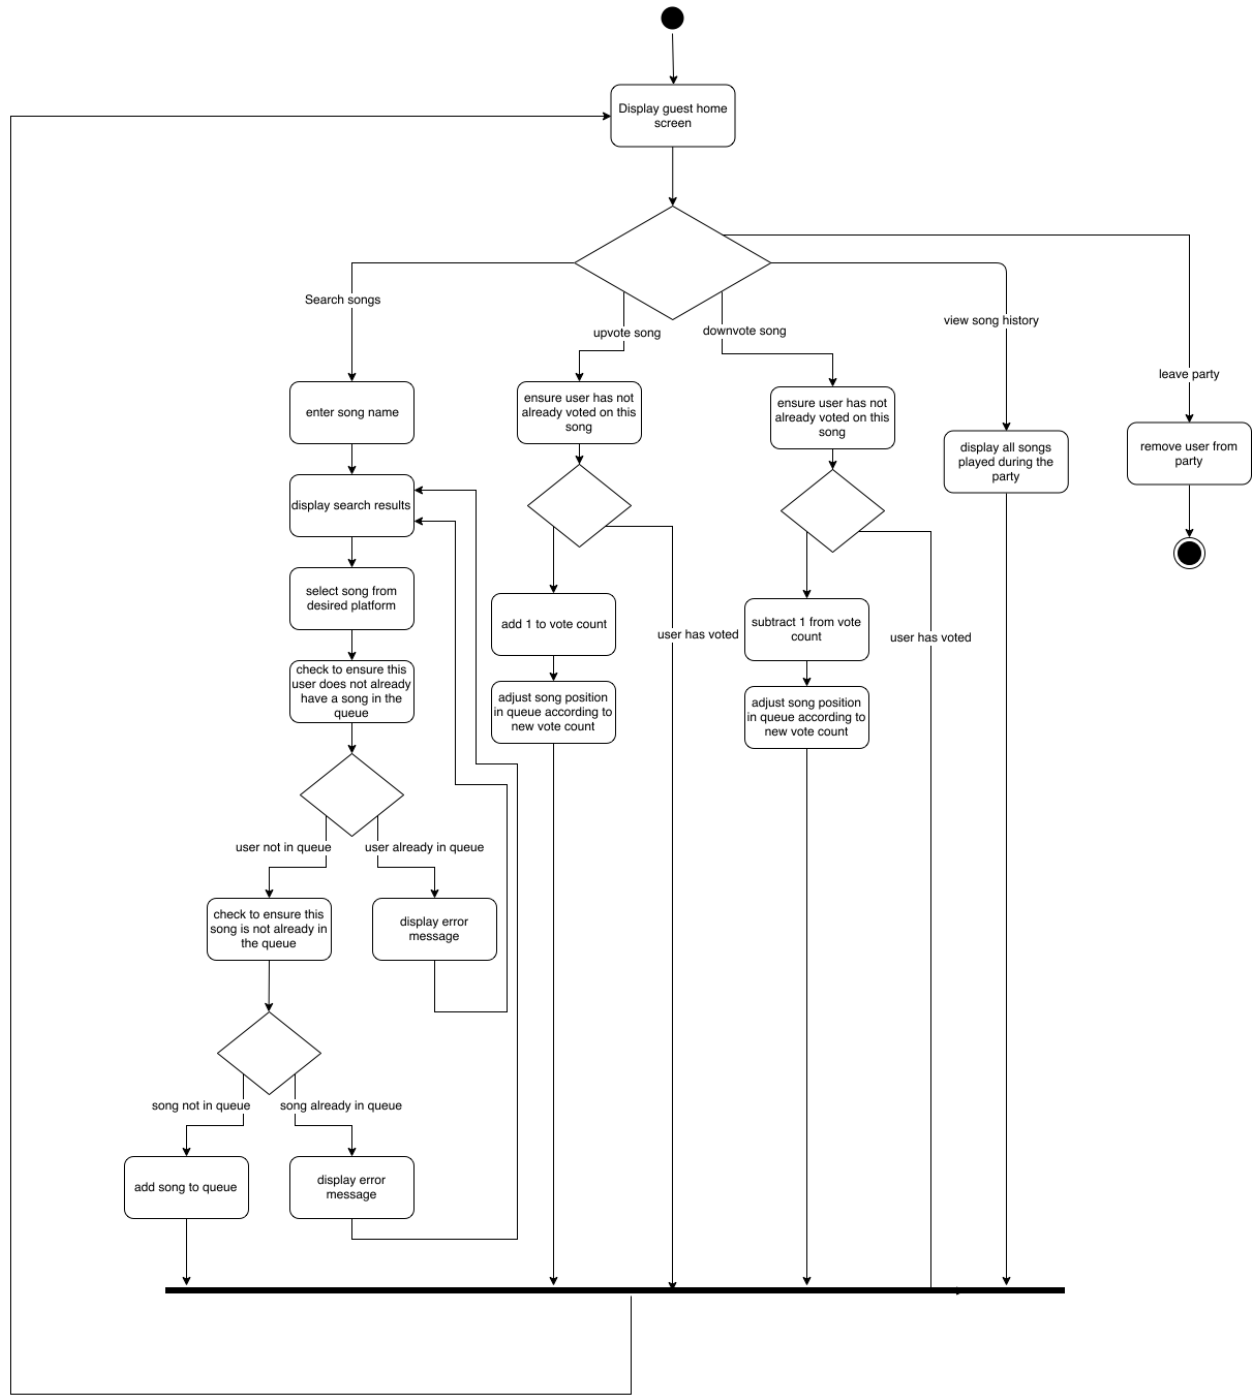 Display guest home
screen
Search songs
upvote song
downvote song
view song history
leave party
enter song name
ensure user has not
already voted on this
song
ensure user has not
already voted on this
song
display all songs
played during the
party
remove user from
party
display search results
select song from
desired platform
add 1 to vote count
user has voted
subtract 1 from vote
count
user has voted
check to ensure this
user does not already
have a song in the
queue
adjust song position
in queue according to
new vote count
adjust song position
in queue according to
new vote count
user not in queue
user already in queue
check to ensure this
song is not already in
the queue
display error
message
song not in queue
song already in queue
add song to queue
display error
message